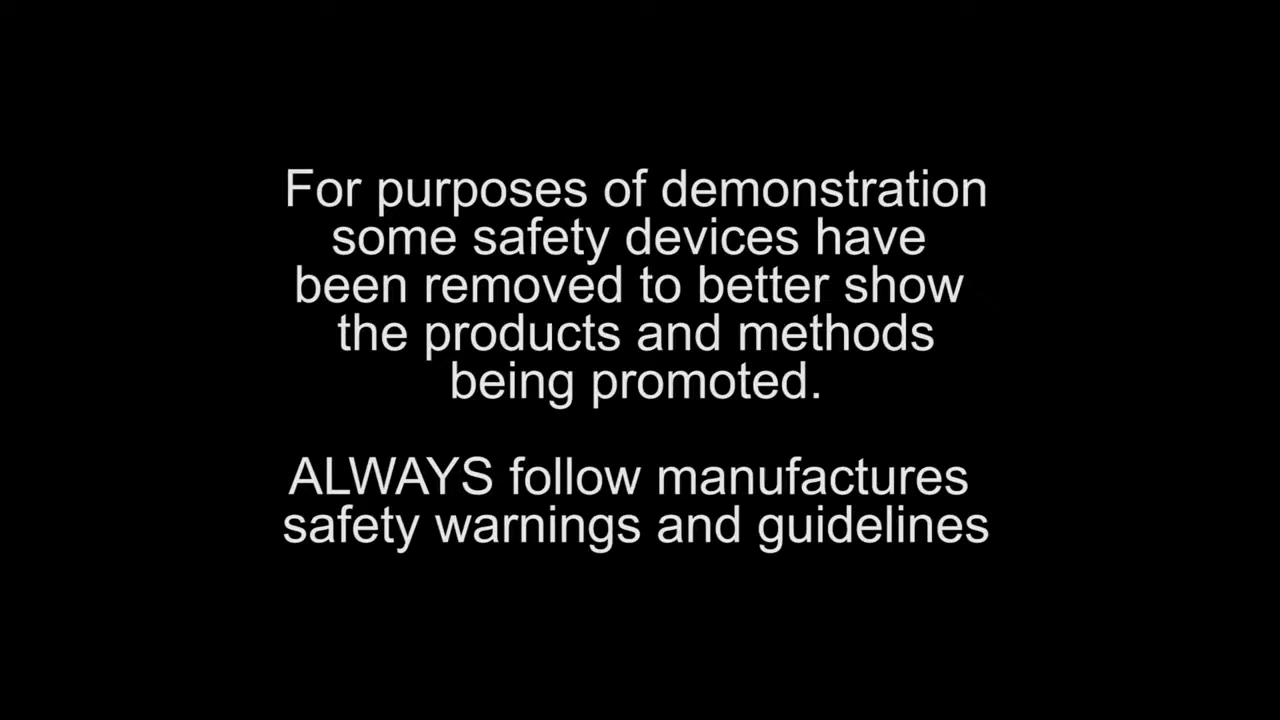 For purposes of demonstration
some safety devices have
been removed to better show
the products and methods
being promoted.
ALWAYS follow manufactures
safety warnings and guidelines